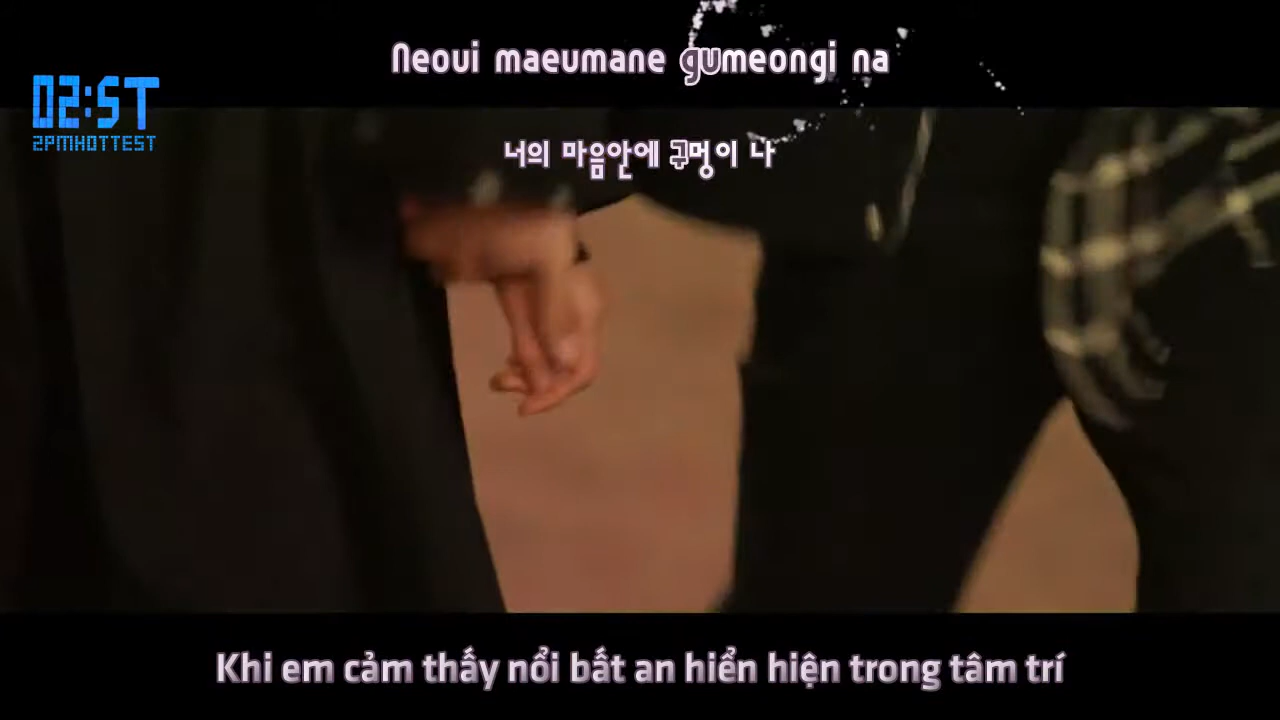 Neoui maeumane gumeongi na
02:ST
2PMHOTTEST
너의 마음안에 구멍이 나
Khi em cảm thấy nổi bất an hiển hiện trong tâm trí